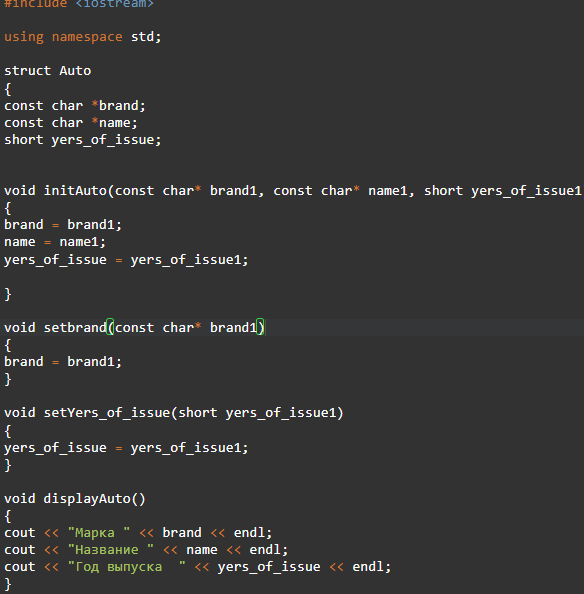 #include <iostream>
using namespace std;
struct Auto
{
const char *brand;
const char *name;
short yers_of_issue;
void initAuto(const char* brand1, const char* name1, short yers_of_issue1
{
brand = brand1;
name = name1;
yers_of_issue = yers_of_issue1;
}
void setbrand(const char* brand1)
{
brand = brand1;
}
void setYers_of_issue(short yers_of_issue1)
{
yers_of_issue = yers_of_issue1;
}
void displayAuto()
{
cout << "Марка " << brand << endl;
cout << "Название " << name << endl;
cout << "Год выпуска  " << yers_of_issue << endl;
}